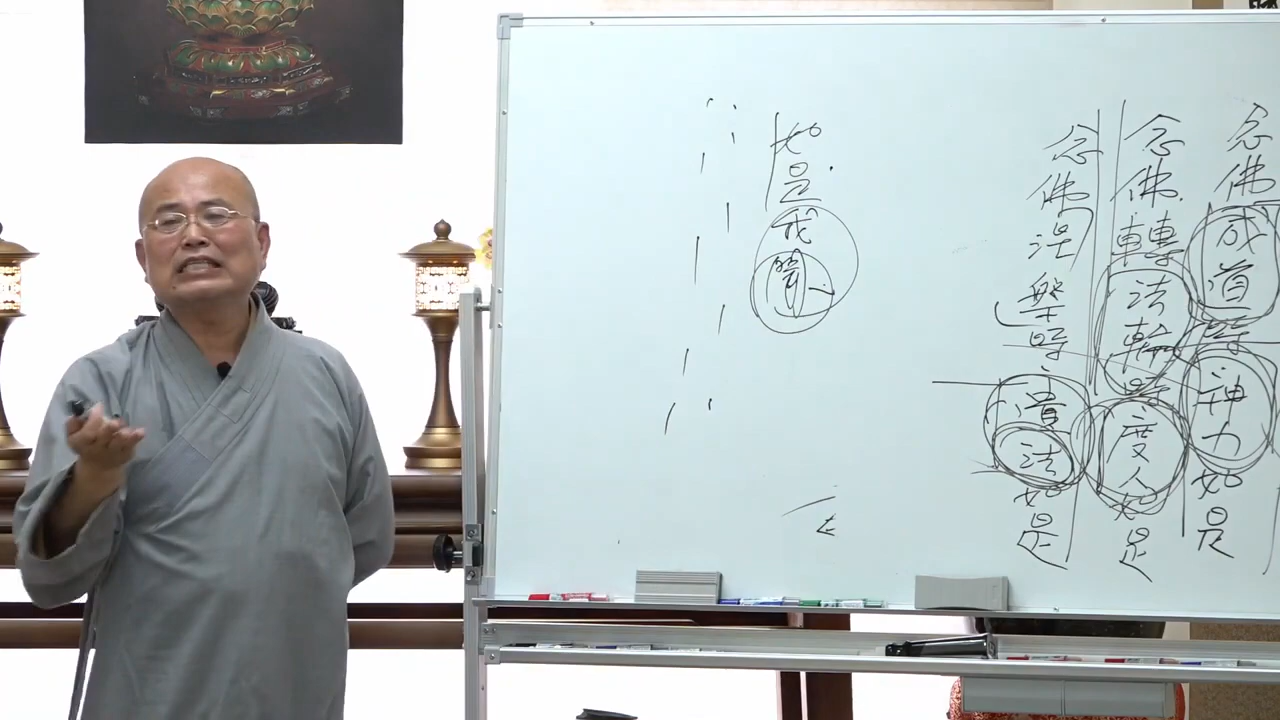 念佛成道時神力如是
念佛轉法輪時度人如是
念佛涅槃時遺法如是
如是我聞